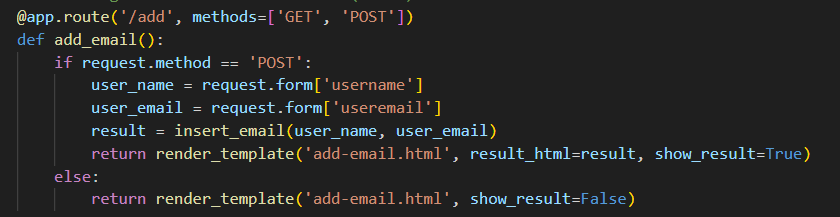 @app.route('/add', methods=['GET', 'POST'])
def add_email():
    if request.method == 'POST':
        user_name = request.form['username']
        user_email = request.form['useremail']
        result = insert_email(user_name, user_email)
        return render_template('add-email.html', result_html=result, show_result=True)
    else:
        return render_template('add-email.html', show_result=False)